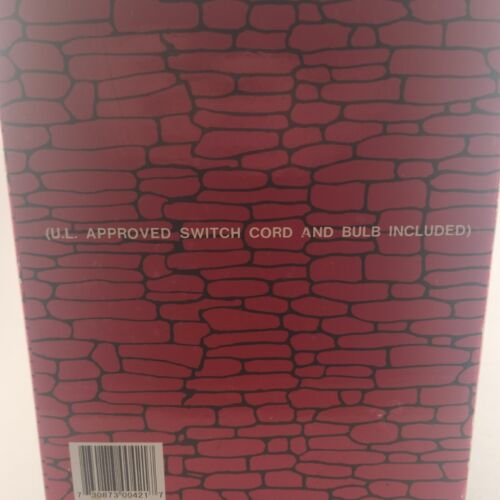 (U.L. APPROVED SWITCH CORD AND BULB INCLUDED)
7 30873 00421 7